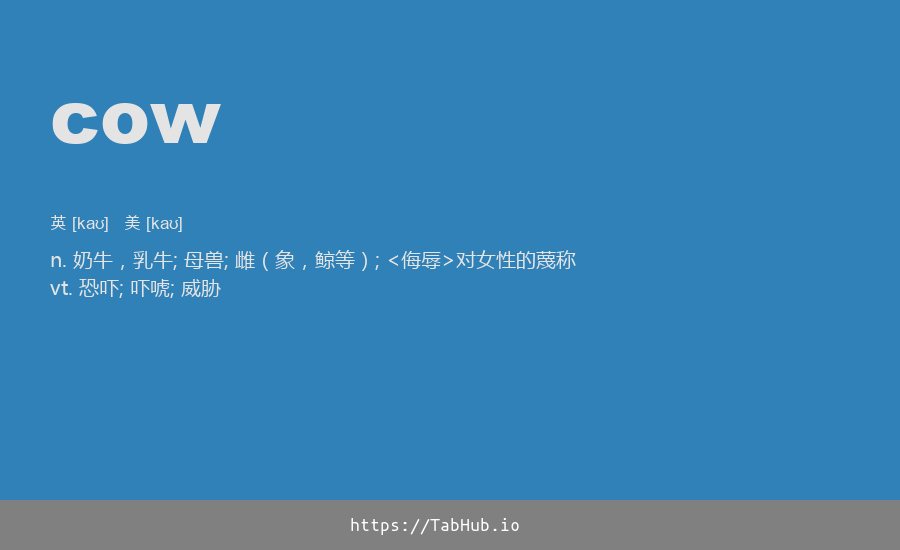 cow
英 [kaʊ] 美 [kaʊ]
n. 奶牛，乳牛; 母兽; 雌（象，鲸等）; <侮辱>对女性的蔑称
vt. 恐吓; 吓唬; 威胁
https://TabHub.io